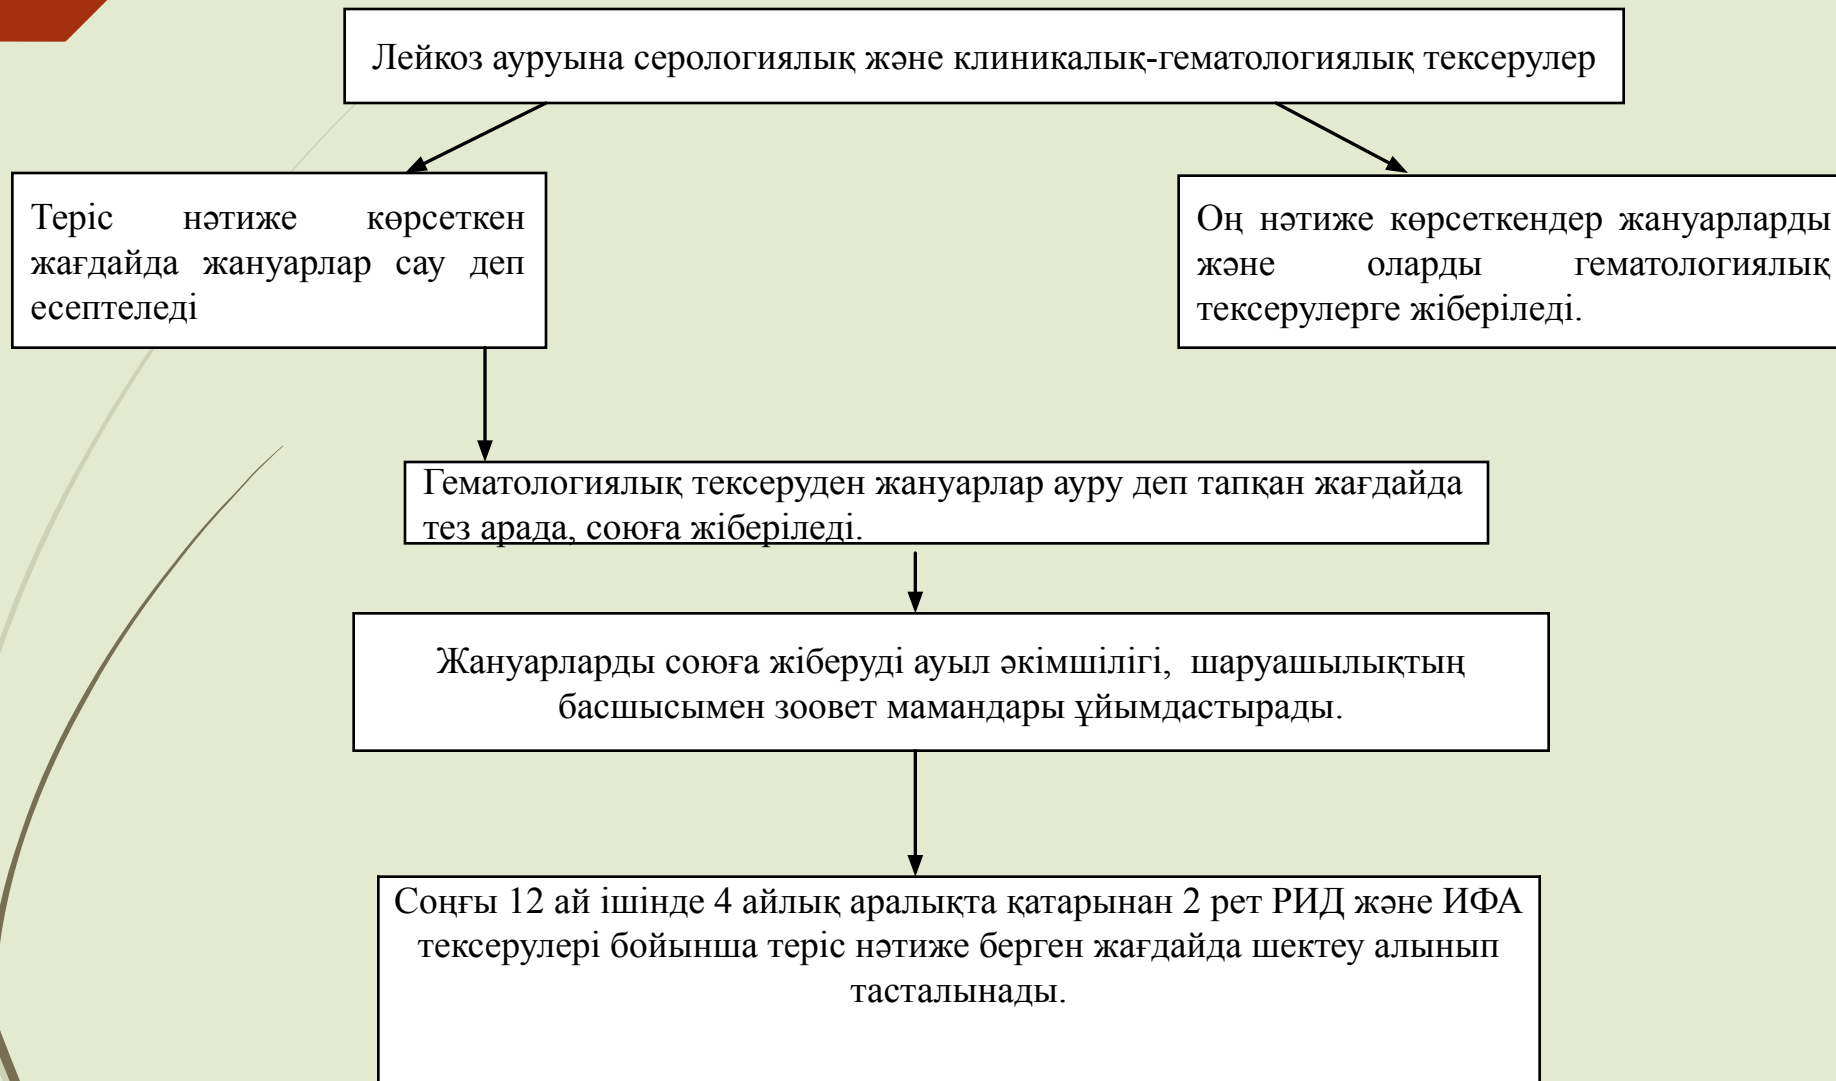 Лейкоз ауруына серологиялық және клиникалық-гематологиялық тексерулер
Теріс нәтиже көрсеткен
жағдайда жануарлар сау деп
есептеледі
Оң нәтиже көрсеткендер жануарларды
және оларды гематологиялық
тексерулерге жіберіледі.
Гематологиялық тексеруден жануарлар ауру деп тапқан жағдайда
тез арада, союға жіберіледі.
Жануарларды союға жіберуді ауыл әкімшілігі, шаруашылықтың
басшысымен зоовет мамандары ұйымдастырады.
Соңғы 12 ай ішінде 4 айлық аралықта қатарынан 2 рет РИД және ИФА
тексерулері бойынша теріс нәтиже берген жағдайда шектеу алынып
тасталынады.